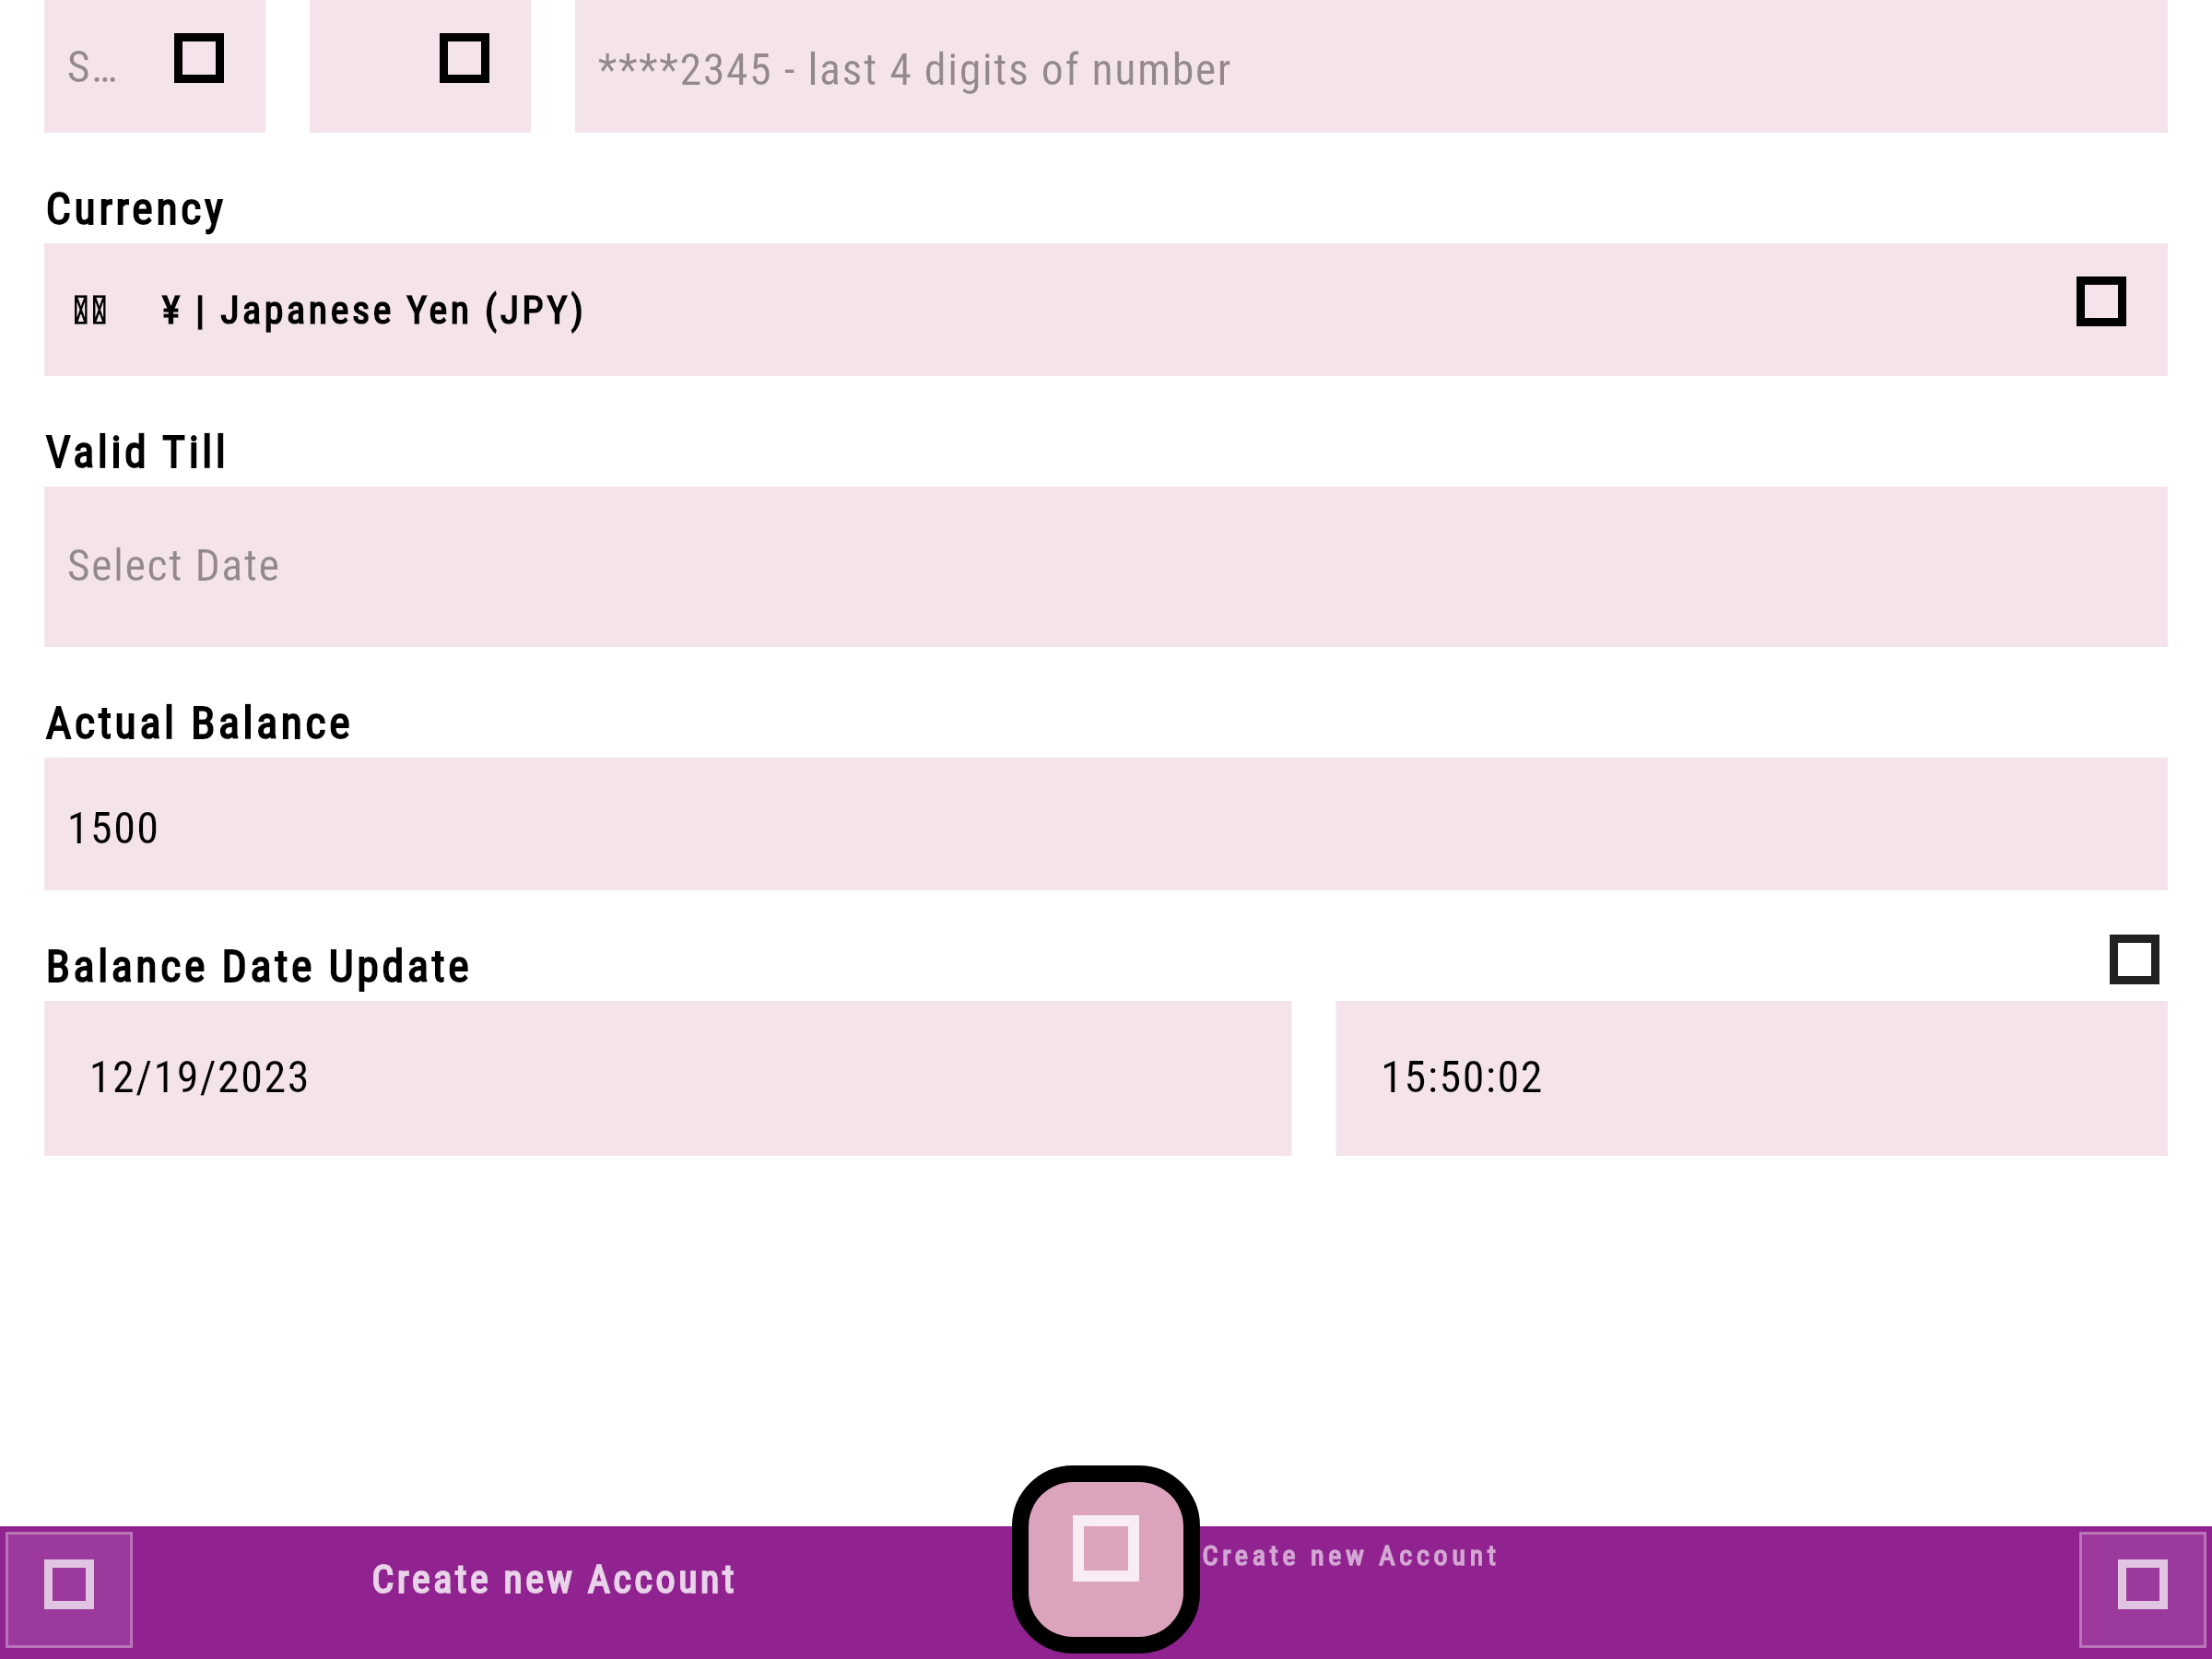 S...
****2345 - last 4 digits of number
Currency
¥ | Japanese Yen (JPY)
Valid Till
Select Date
Actual Balance
1500
Balance Date Update
12/19/2023
15:50:02
Create new Account
Create new Account